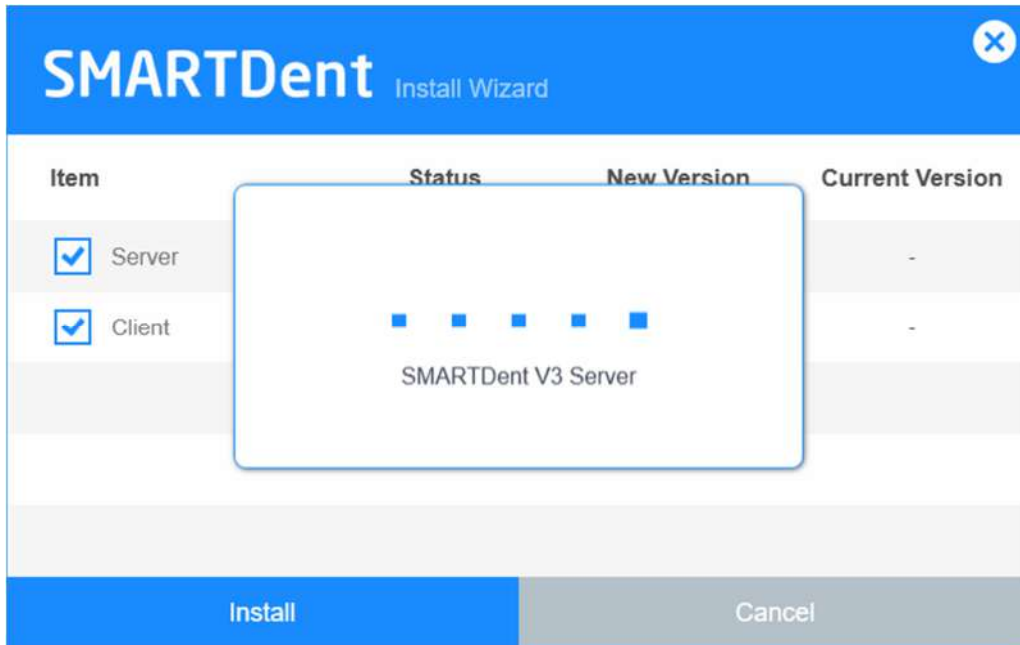 SMARTDent Install Wizard
Item Status New Version Current Version
Server -
Client -
SMARTDent V3 Server
Install Cancel